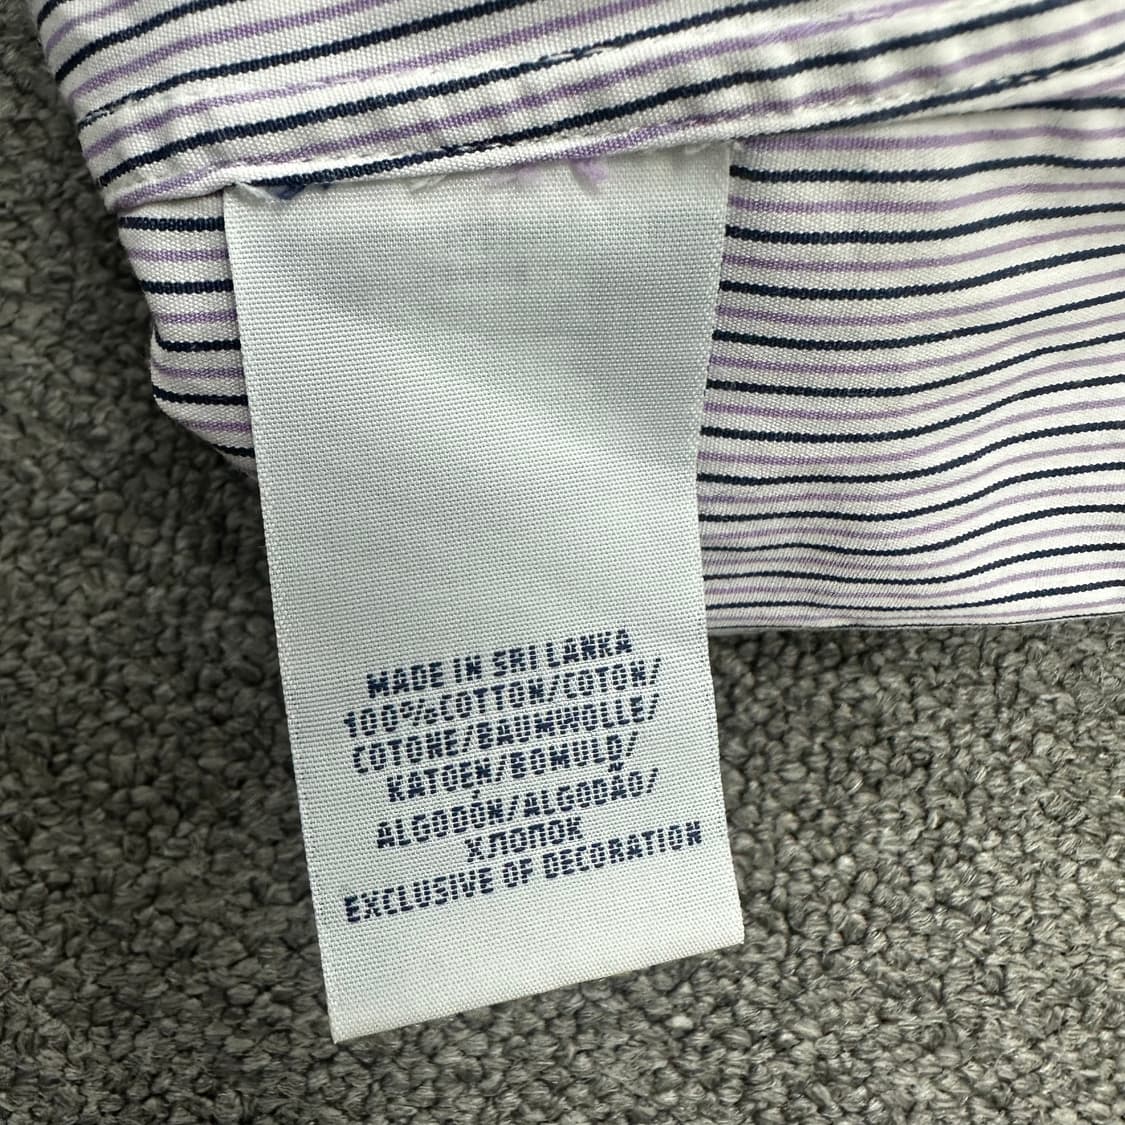 MADE IN SRI LANKA
100%COTTON/COTON/
COTONE/BAUMWOLLE/
KATOEN/BOMULD/
ALGODÓN/ALGODÃO/
ХЛОПОК
EXCLUSIVE OF DECORATION